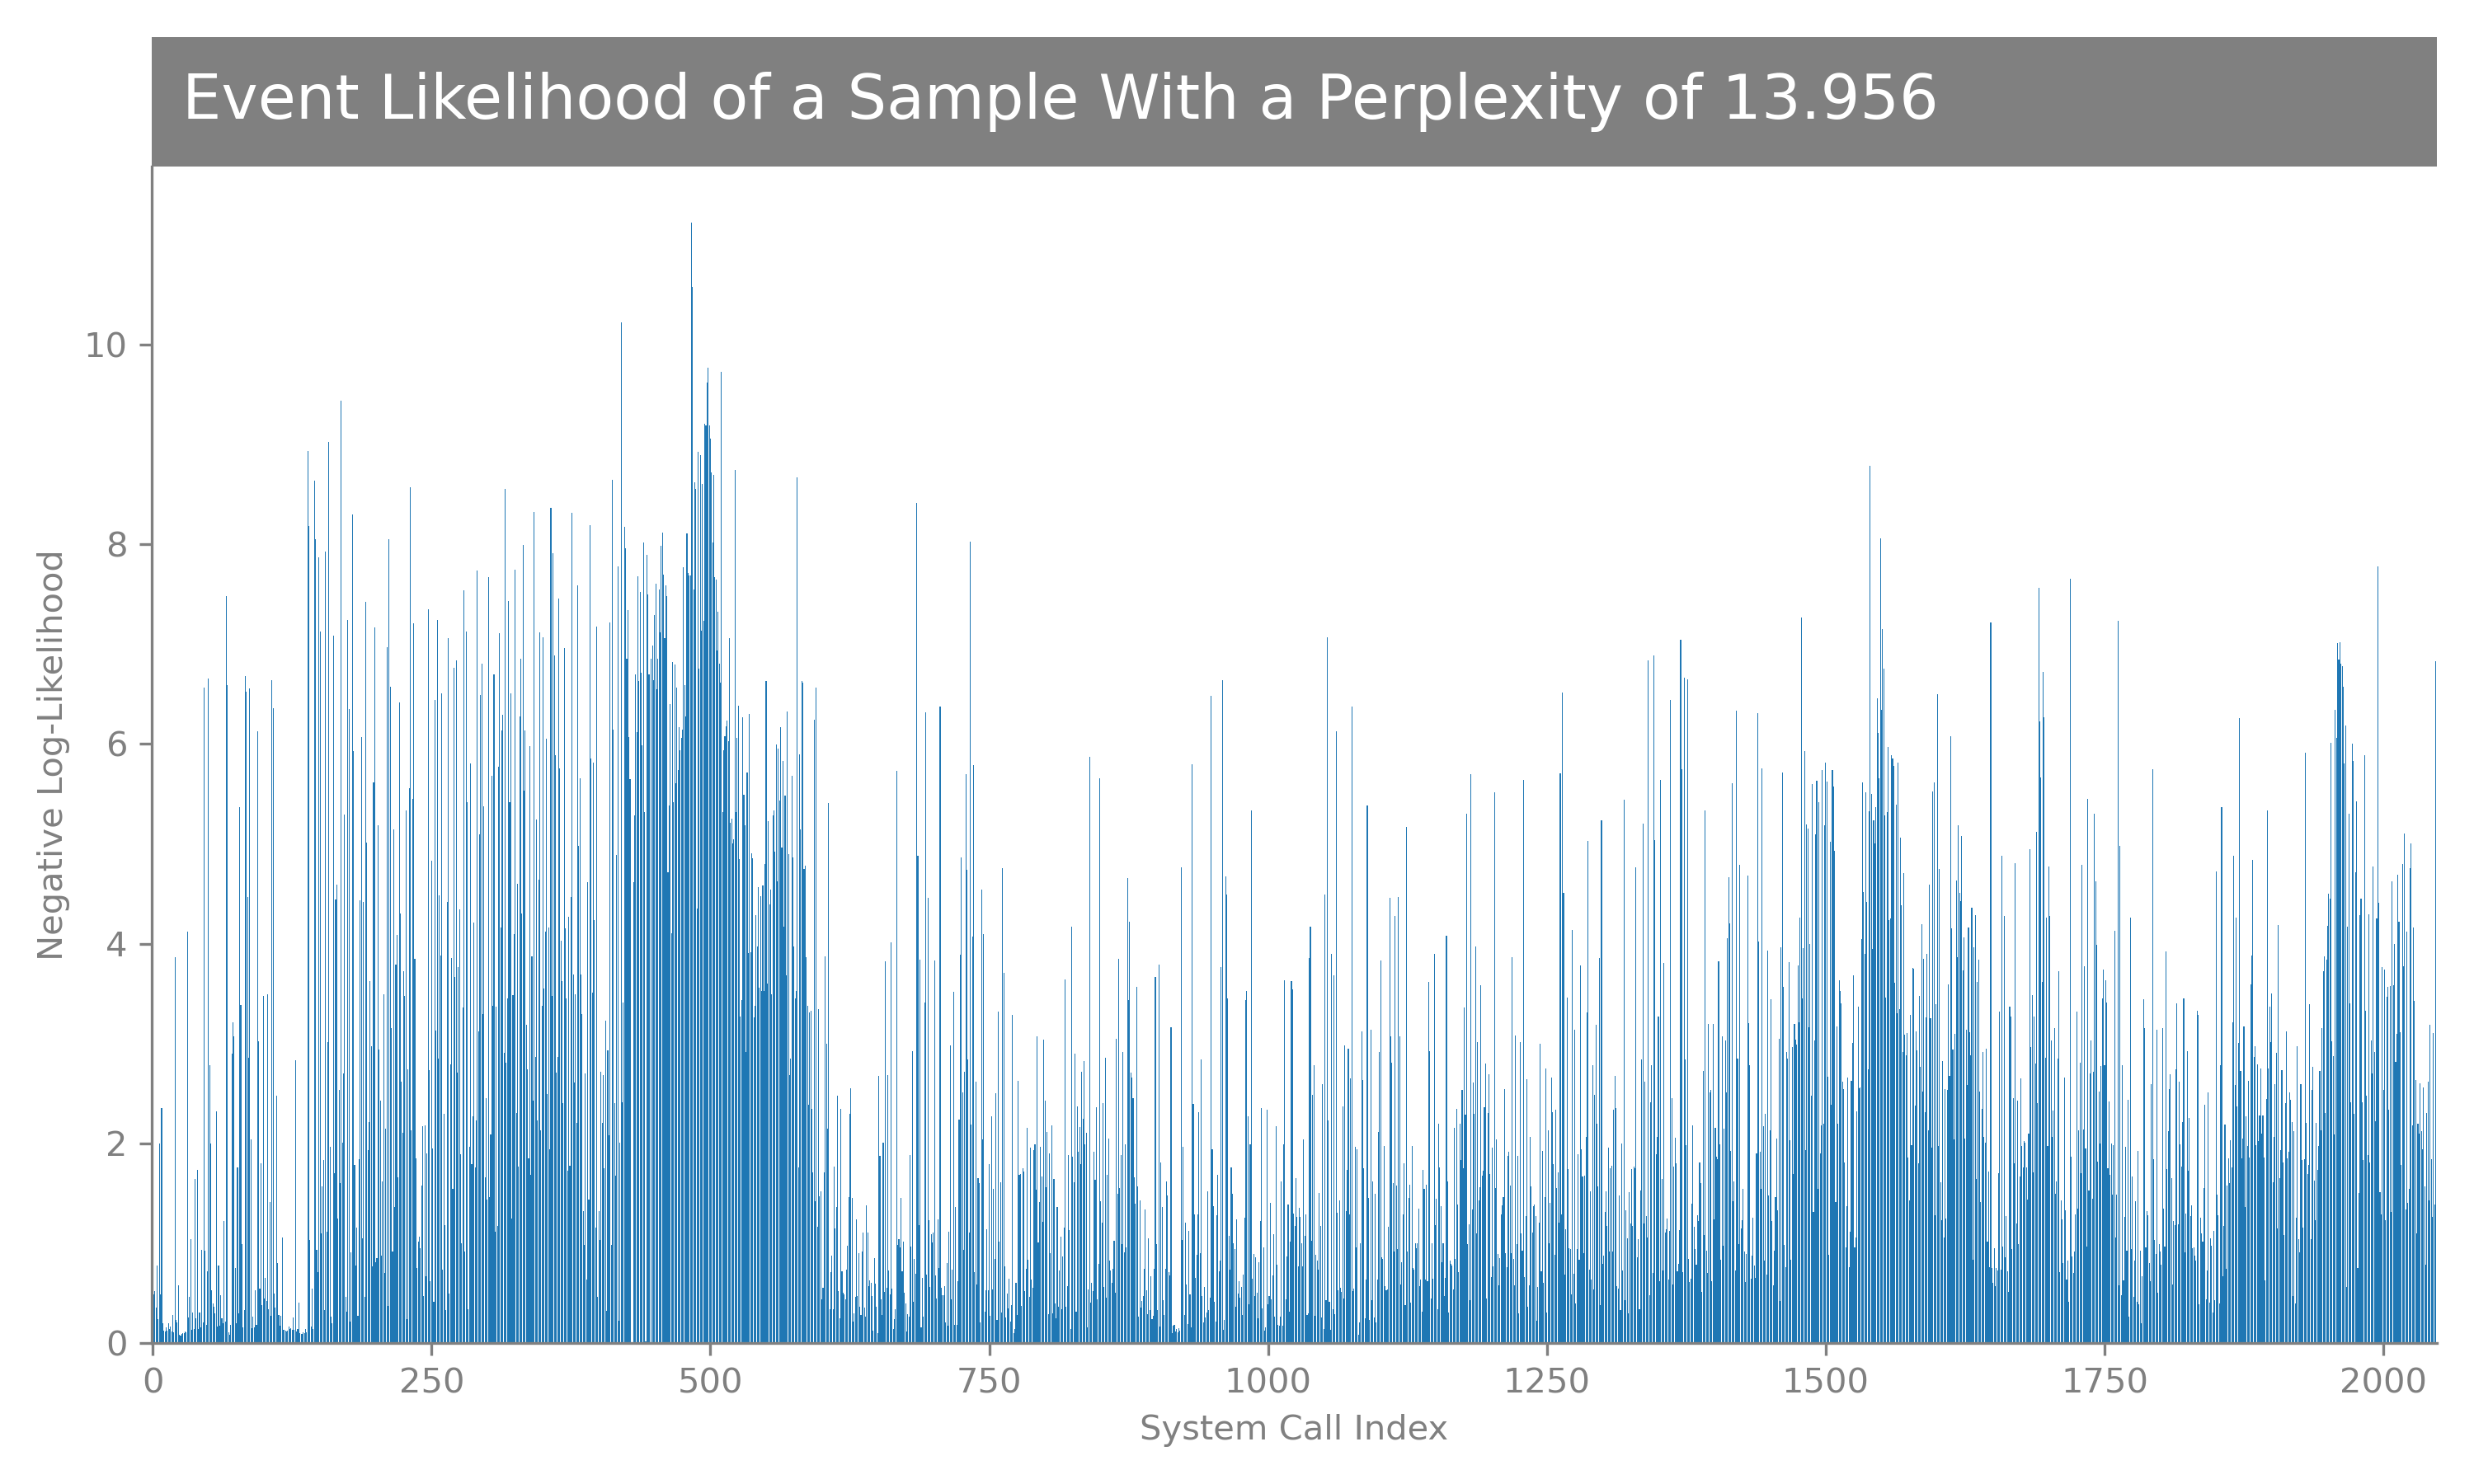 Event Likelihood of a Sample With a Perplexity of 13.956
Negative Log-Likelihood
10
8
6
4
2
0
0 250 500 750 1000 1250 1500 1750 2000
System Call Index